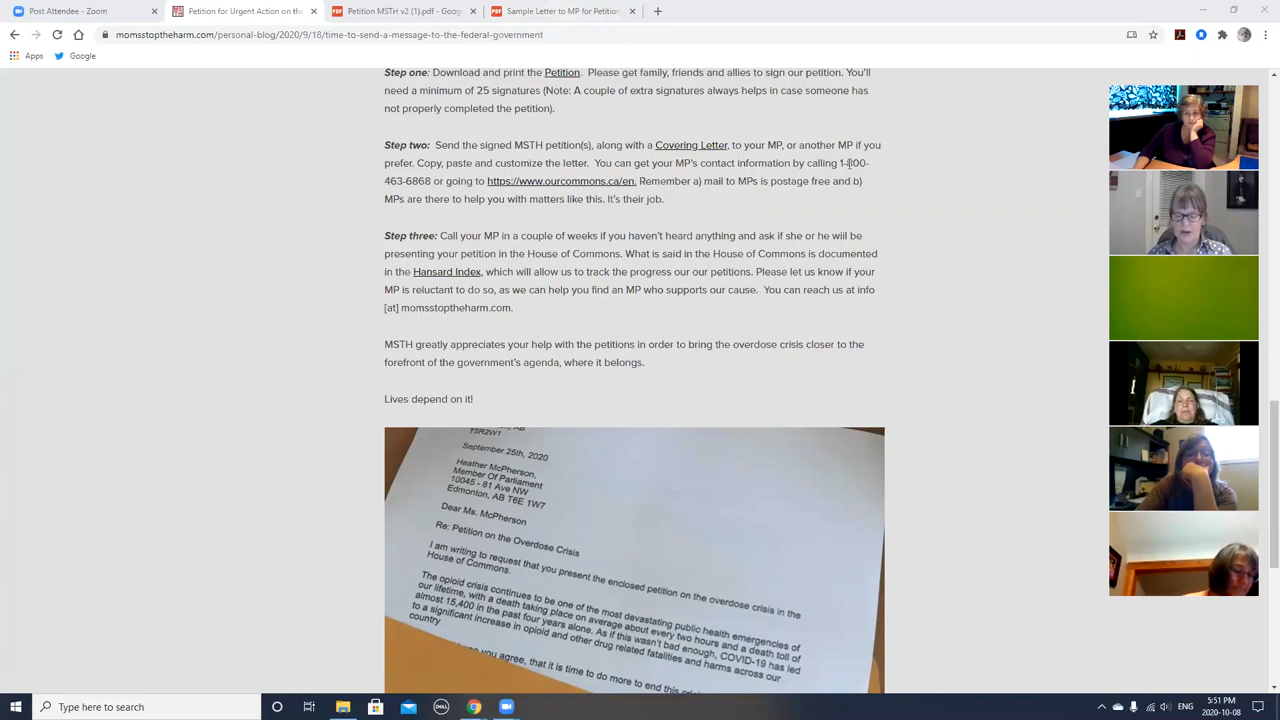 Post Attendee - Zoom
Petition for Urgent Action on th
Petition MSTH v2 (1).pdf - Goog
Sample Letter to MP for Petition
momsstoptheharm.com/personal-blog/2020/9/18/time-to-send-a-message-to-the-federal-government
Apps
Google
Step one: Download and print the Petition. Please get family, friends and allies to sign our petition. You'll
need a minimum of 25 signatures (Note: A couple of extra signatures always helps in case someone has
not properly completed the petition).
Step two: Send the signed MSTH petition(s), along with a Covering Letter, to your MP, or another MP if you
prefer. Copy, paste and customize the letter. You can get your MP's contact information by calling 1-800-
463-6868 or going to https://www.ourcommons.ca/en. Remember a) mail to MPs is postage free and b)
MPs are there to help you with matters like this. It's their job.
Step three: Call your MP in a couple of weeks if you haven't heard anything and ask if she or he will be
presenting your petition in the House of Commons. What is said in the House of Commons is documented
in the Hansard Index, which will allow us to track the progress our our petitions. Please let us know if your
MP is reluctant to do so, as we can help you find an MP who supports our cause. You can reach us at info
[at] momsstoptheharm.com.
MSTH greatly appreciates your help with the petitions in order to bring the overdose crisis closer to the
forefront of the government's agenda, where it belongs.
Lives depend on it!
AB
T5R2W1
September 25th, 2020
Heather McPherson,
Member Of Parliament
10045 - 81 Ave NW
Edmonton, AB T6E 1W7
Dear Ms. McPherson
Re: Petition on the Overdose Crisis
I am writing to request that you present the enclosed petition on the overdose crisis in the
House of Commons.
The opioid crisis continues to be one of the most devastating public health emergencies of
our lifetime, with a death taking place on average about every two hours and a death toll of
almost 15,400 in the past four years alone. As if this wasn't bad enough, COVID-19 has led
to a significant increase in opioid and other drug related fatalities and harms across our
country
you agree, that it is time to do more to end this
Type here to search
DELL
ENG
5:51 PM
2020-10-08